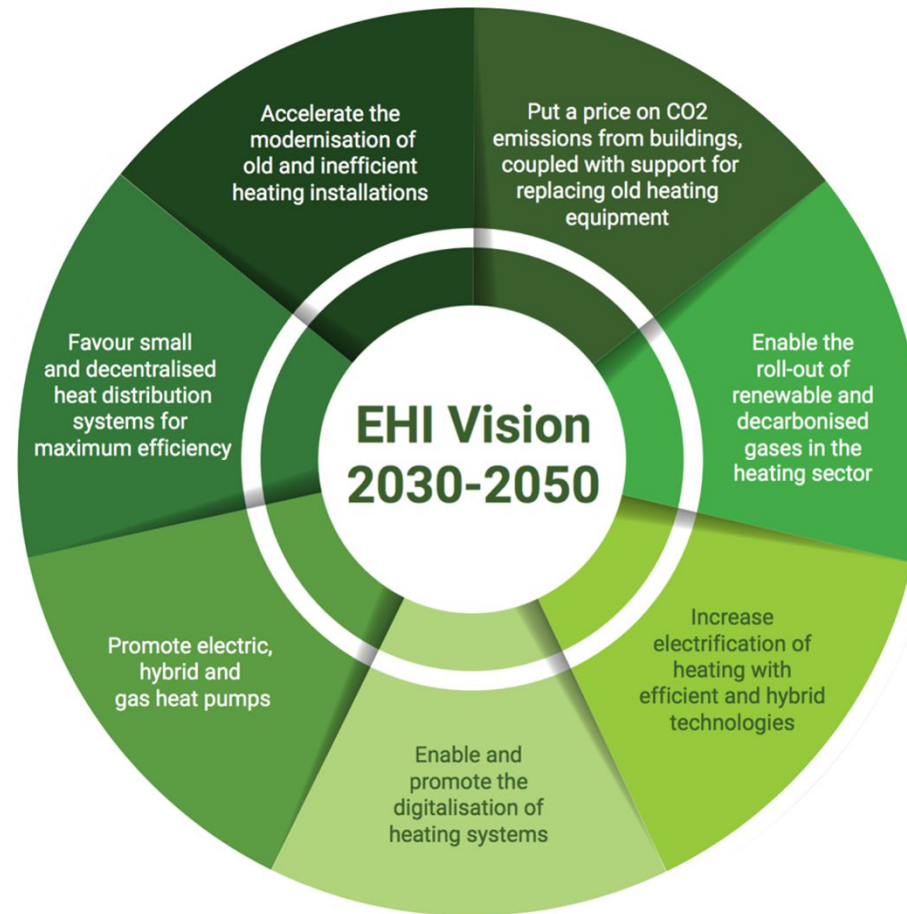 EHI Vision
2030-2050
Put a price on CO2
emissions from buildings,
coupled with support for
replacing old heating
equipment
Enable the
roll-out of
renewable and
decarbonised
gases in the
heating sector
Increase
electrification of
heating with
efficient and hybrid
technologies
Enable and
promote the
digitalisation of
heating systems
Promote electric,
hybrid and
gas heat pumps
Favour small
and decentralised
heat distribution
systems for
maximum efficiency
Accelerate the
modernisation of
old and inefficient
heating installations